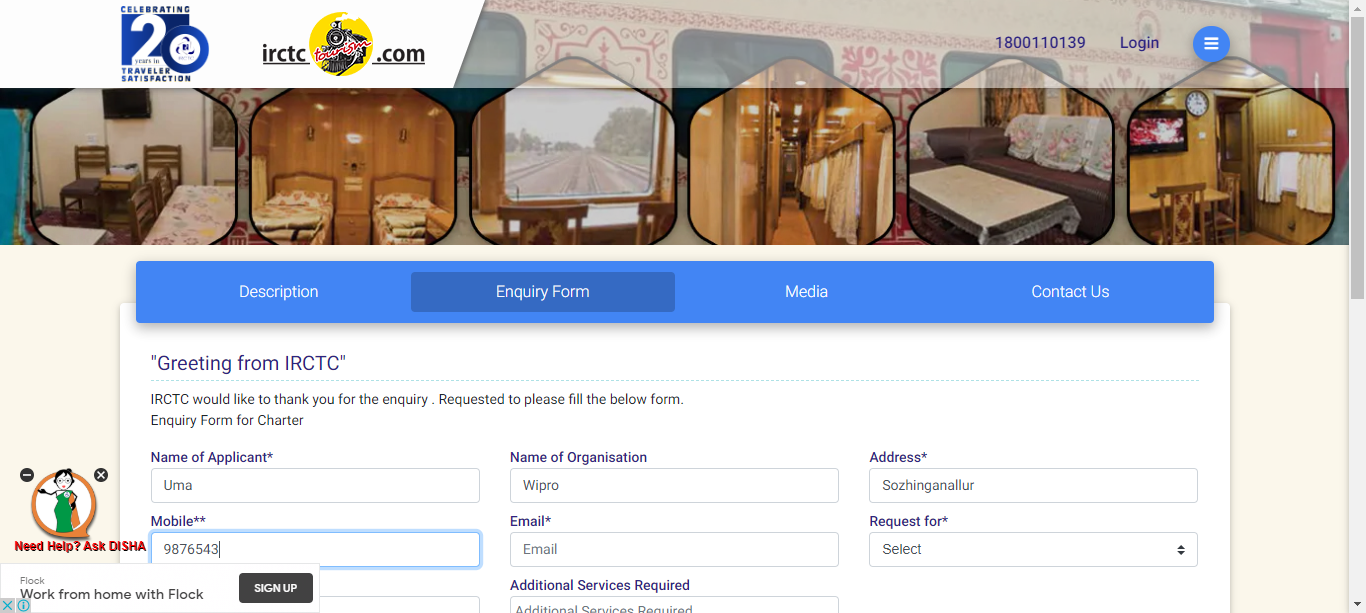 CELEBRATING
20
years in
TRAVELER
SATISFACTION
irctc tourism .com
1800110139
Login
Description
Enquiry Form
Media
Contact Us
"Greeting from IRCTC"
IRCTC would like to thank you for the enquiry . Requested to please fill the below form.
Enquiry Form for Charter
Name of Applicant*
Name of Organisation
Address*
Uma
Wipro
Sozhinganallur
Mobile**
Email*
Request for*
9876543
Email
Select
Need Help? Ask DISHA
Additional Services Required
Additional Services Required
Flock
Work from home with Flock
SIGN UP